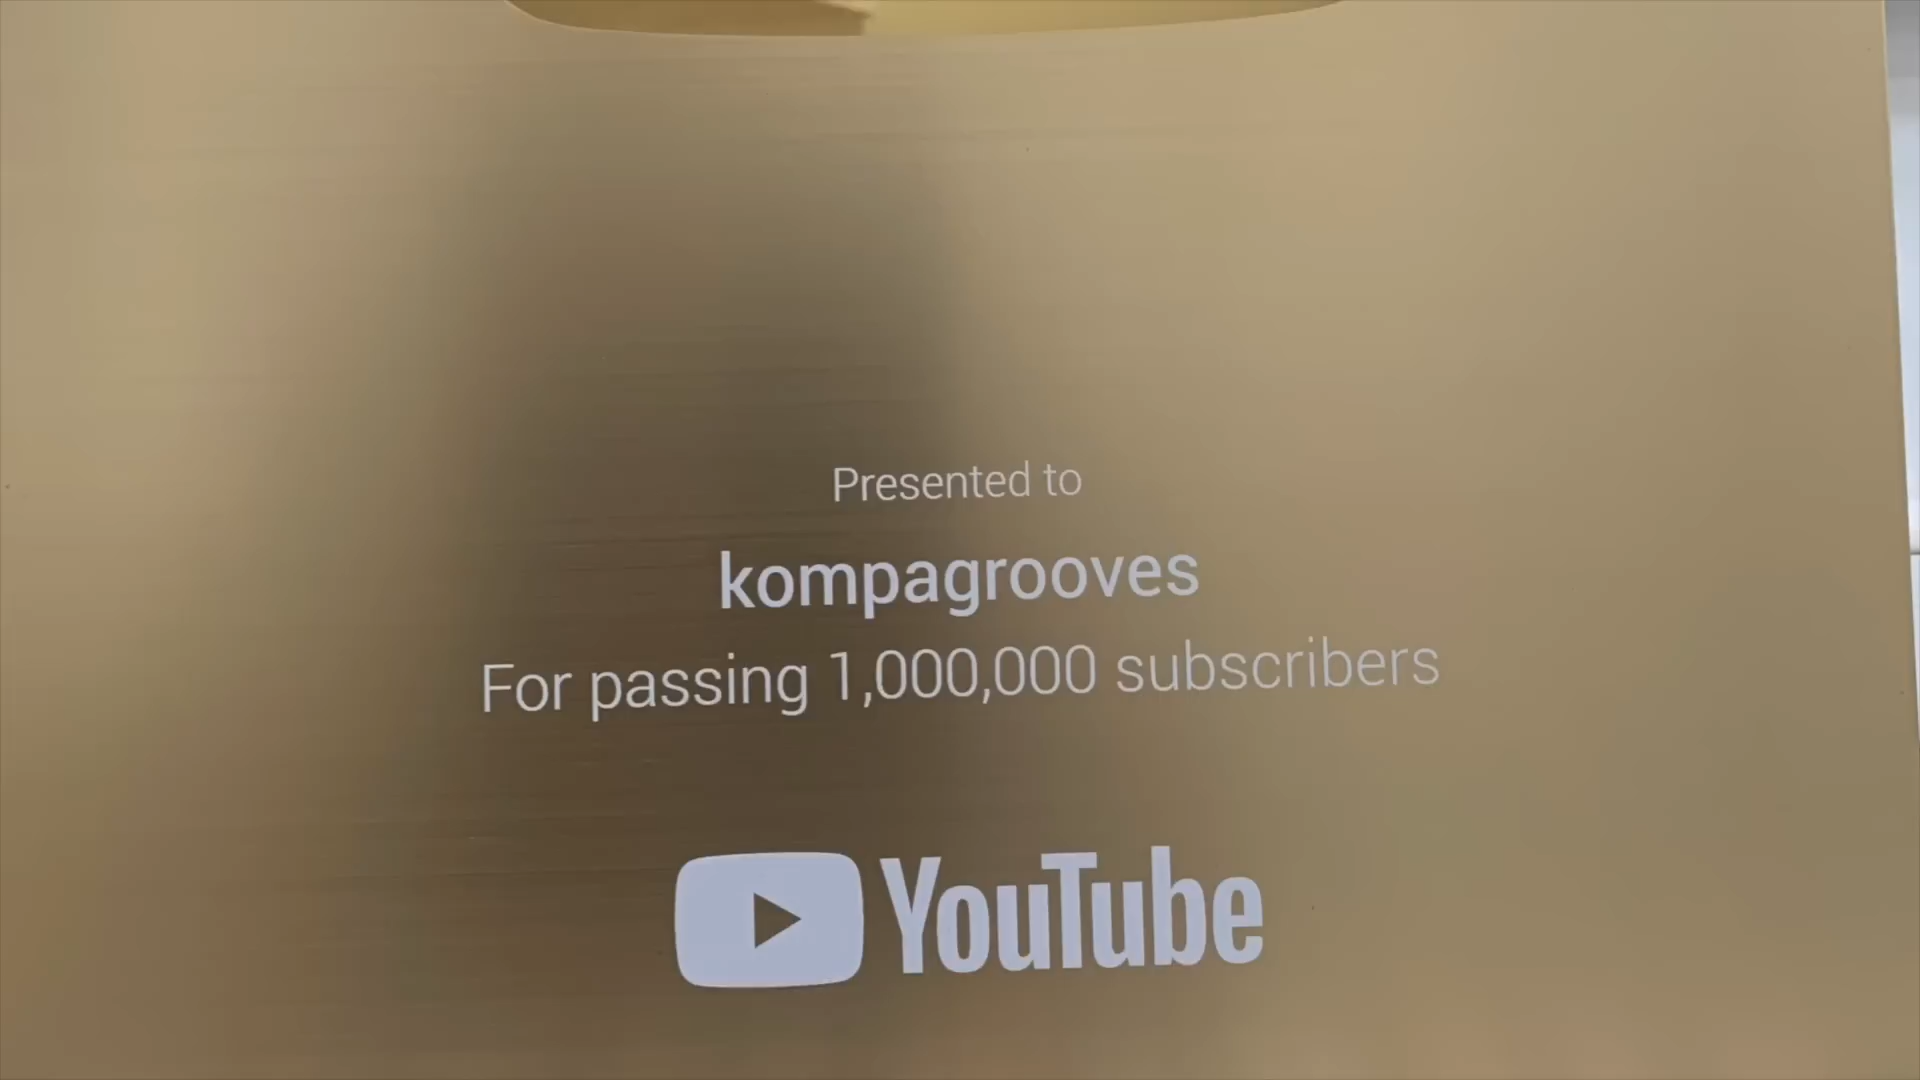 Presented to
kompagrooves
For passing 1,000,000 subscribers
YouTube